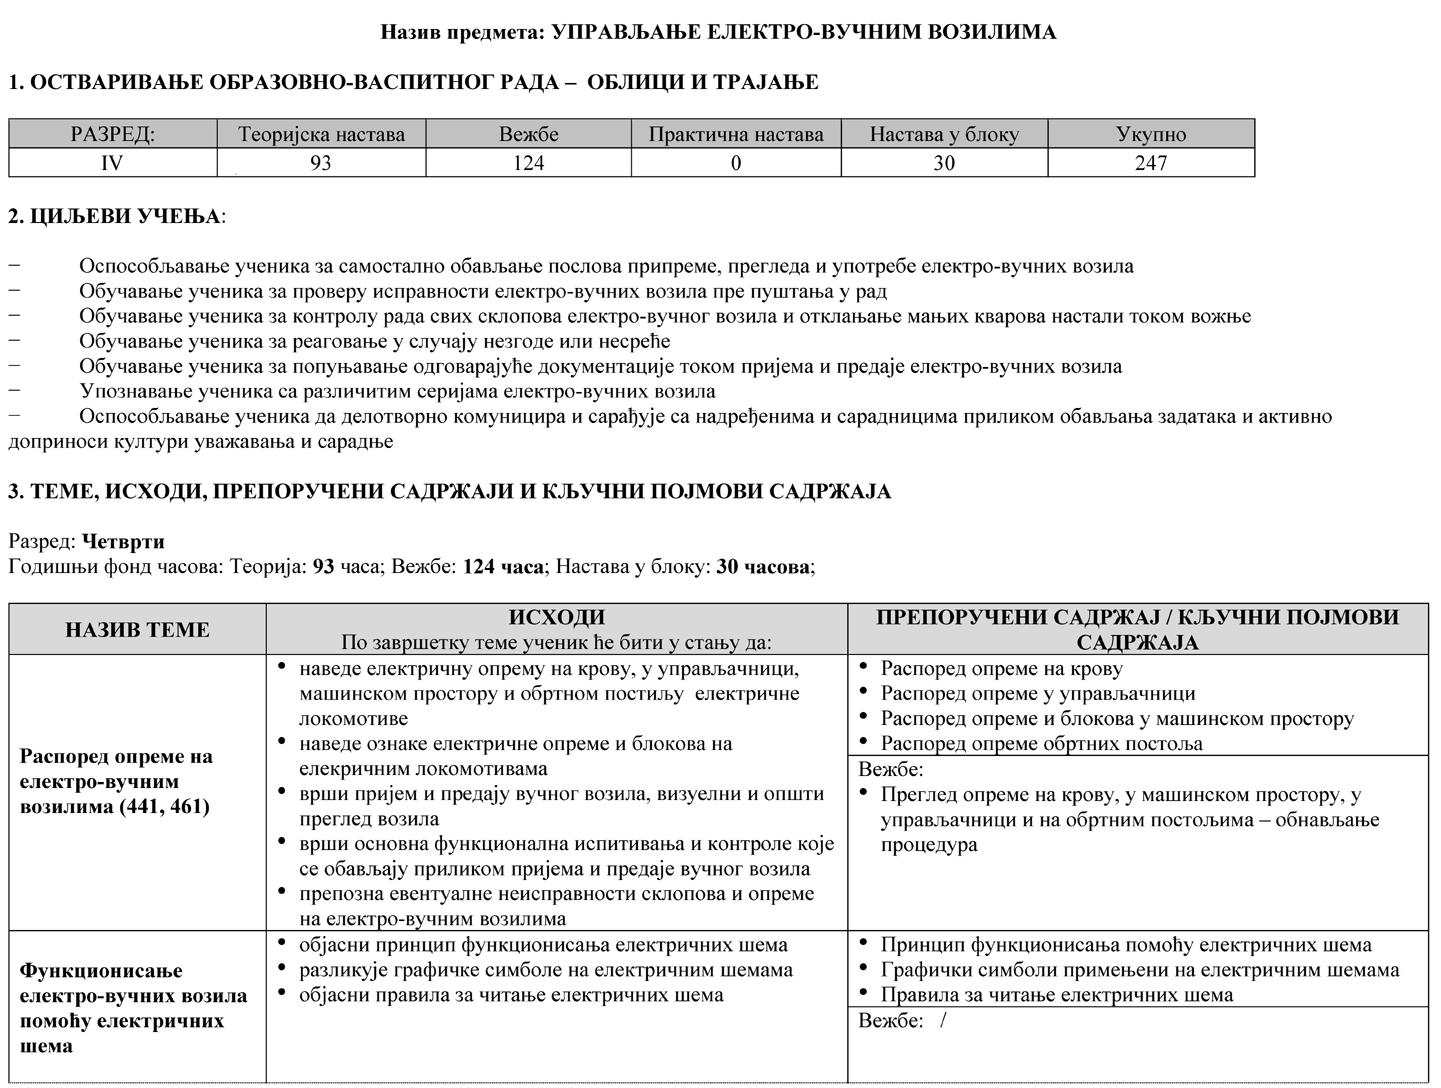 Назив предмета: УПРАВЉАЊЕ ЕЛЕКТРО-ВУЧНИМ ВОЗИЛИМА
1. ОСТВАРИВАЊЕ ОБРАЗОВНО-ВАСПИТНОГ РАДА – ОБЛИЦИ И ТРАЈАЊЕ
РАЗРЕД: Теоријска настава Вежбе Практична настава Настава у блоку Укупно
IV 93 124 0 30 247
2. ЦИЉЕВИ УЧЕЊА:
– Оспособљавање ученика за самостално обављање послова припреме, прегледа и употребе електро-вучних возила
– Обучавање ученика за проверу исправности електро-вучних возила пре пуштања у рад
– Обучавање ученика за контролу рада свих склопова електро-вучног возила и отклањање мањих кварова настали током вожње
– Обучавање ученика за реаговање у случају незгоде или несреће
– Обучавање ученика за попуњавање одговарајуће документације током пријема и предаје електро-вучних возила
– Упознавање ученика са различитим серијама електро-вучних возила
– Оспособљавање ученика да делотворно комуницира и сарађује са надређенима и сарадницима приликом обављања задатака и активно
доприноси култури уважавања и сарадње
3. ТЕМЕ, ИСХОДИ, ПРЕПОРУЧЕНИ САДРЖАЈИ И КЉУЧНИ ПОЈМОВИ САДРЖАЈА
Разред: Четврти
Годишњи фонд часова: Теорија: 93 часа; Вежбе: 124 часа; Настава у блоку: 30 часова;
НАЗИВ ТЕМЕ
ИСХОДИ
По завршетку теме ученик ће бити у стању да:
ПРЕПОРУЧЕНИ САДРЖАЈ / КЉУЧНИ ПОЈМОВИ
САДРЖАЈА
Распоред опреме на
електро-вучним
возилима (441, 461)
• наведе електричну опрему на крову, у управљачници,
машинском простору и обртном постиљу електричне
локомотиве
• наведе ознаке електричне опреме и блокова на
елекричним локомотивама
• врши пријем и предају вучног возила, визуелни и општи
преглед возила
• врши основна функционална испитивања и контроле које
се обављају приликом пријема и предаје вучног возила
• препозна евентуалне неисправности склопова и опреме
на електро-вучним возилима
• Распоред опреме на крову
• Распоред опреме у управљачници
• Распоред опреме и блокова у машинском простору
• Распоред опреме обртних постоља
Вежбе:
• Преглед опреме на крову, у машинском простору, у
управљачници и на обртним постољима – обнављање
процедура
Функционисање
електро-вучних возила
помоћу електричних
шема
• објасни принцип функционисања електричних шема
• разликује графичке симболе на електричним шемама
• објасни правила за читање електричних шема
• Принцип функционисања помоћу електричних шема
• Графички симболи примењени на електричним шемама
• Правила за читање електричних шема
Вежбе: /